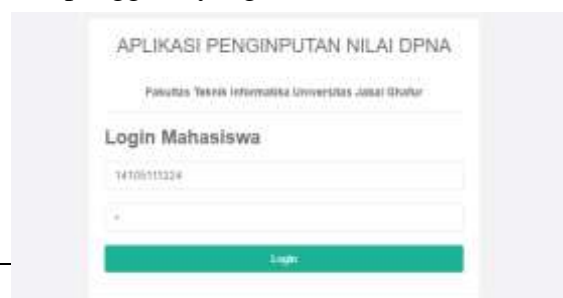 APLIKASI PENGINPUTAN NILAI DPNA
Fakultas Teknik Informatika Universitas Jabal Ghafur
Login Mahasiswa
Login